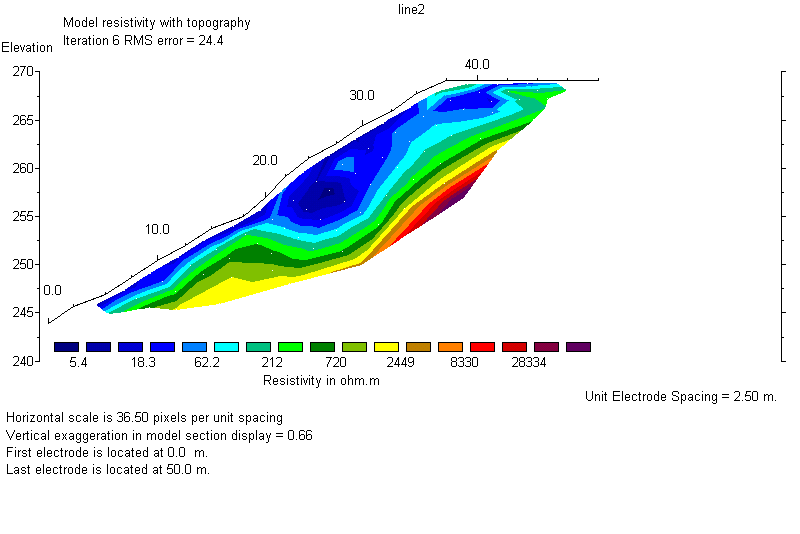 line2
Model resistivity with topography
Iteration 6 RMS error = 24.4
Elevation
270
265
260
255
250
245
240
0.0
10.0
20.0
30.0
40.0
5.4 18.3 62.2 212 720 2449 8330 28334
Resistivity in ohm.m
Unit Electrode Spacing = 2.50 m.
Horizontal scale is 36.50 pixels per unit spacing
Vertical exaggeration in model section display = 0.66
First electrode is located at 0.0 m.
Last electrode is located at 50.0 m.